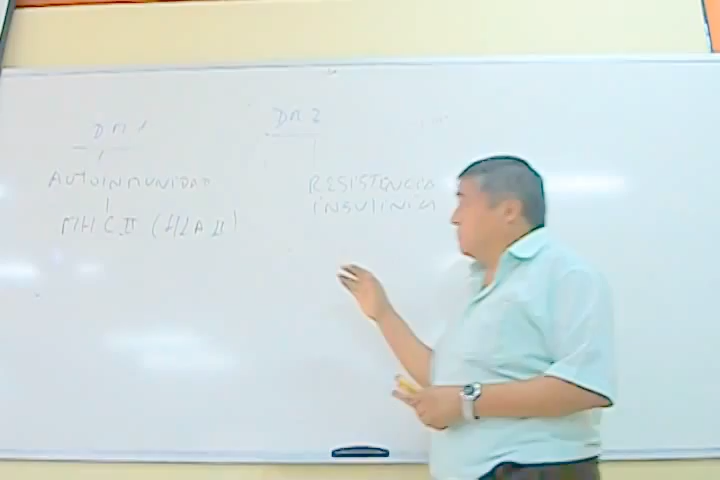 DM 1
AUTOINMUNIDAD
MHC II (HLA II)
DM 2
RESISTENCIA
INSULINICA